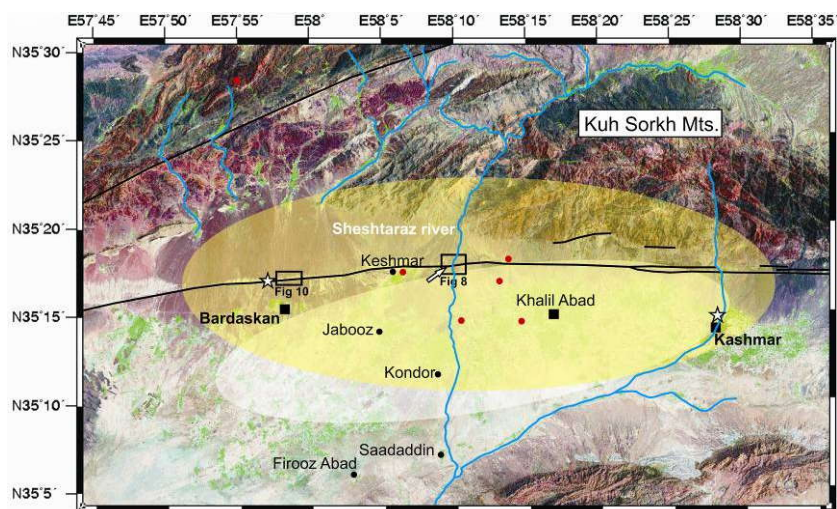 E57˚45´ E57˚50´ E57˚55´ E58˚ E58˚05´ E58˚10´ E58˚15´ E58˚20´ E58˚25´ E58˚30´ E58˚35´
N35˚30´
Kuh Sorkh Mts.
N35˚25´
N35˚20´
Sheshtaraz river
Keshmar
Fig 10
Fig 8
N35˚15´
Bardaskan
Khalil Abad
Jabooz
Kashmar
Kondor
N35˚10´
Saadaddin
Firooz Abad
N35˚5´